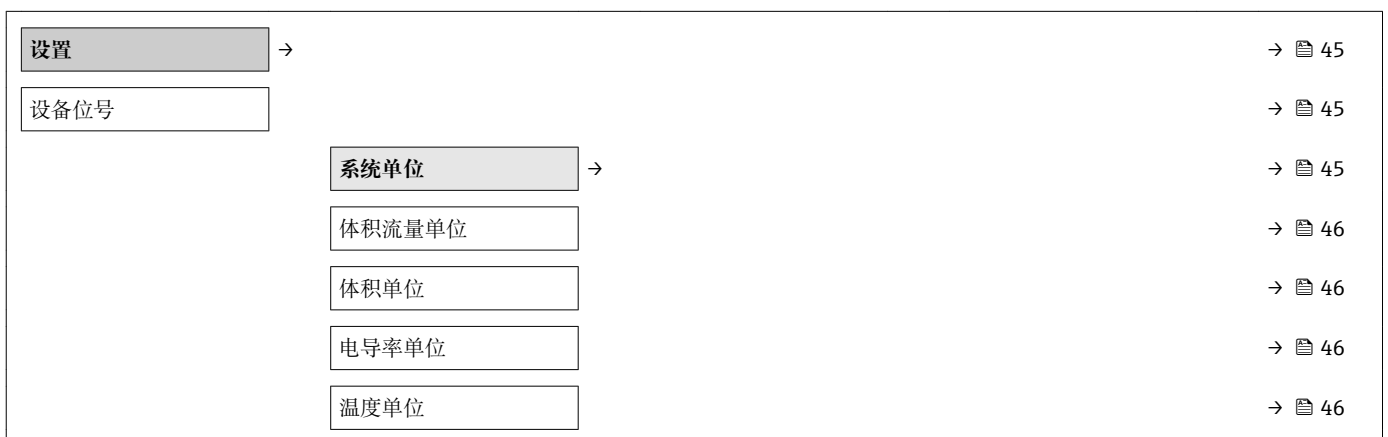 设置 → → 🖹 45
设备位号 → 🖹 45
系统单位 → → 🖹 45
体积流量单位 → 🖹 46
体积单位 → 🖹 46
电导率单位 → 🖹 46
温度单位 → 🖹 46